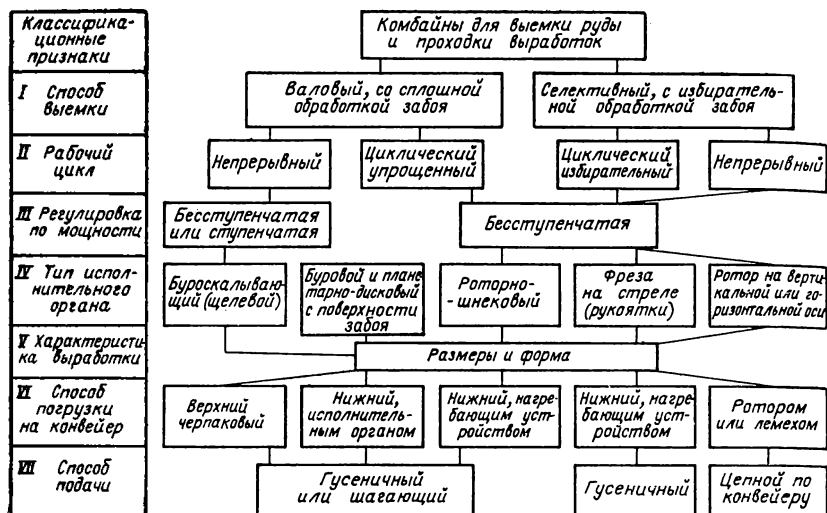 Классифика-
ционные
признаки
Комбайны для выемки руды
и проходки выработок
I Способ
выемки
Валовый, со сплошной
обработкой забоя
Селективный, с избиратель-
ной обработкой забоя
II Рабочий
цикл
Непрерывный
Циклический
упрощенный
Циклический
избирательный
Непрерывный
III Регулировка
по мощности
Бесступенчатая
или ступенчатая
Бесступенчатая
IV Тип испол-
нительного
органа
Буроскалываю-
щий (щелевой)
Буровой и плане
тарно-дисковый
с поверхности
забоя
Роторно-
-шнековый
Фреза
на стреле
(рукоятки)
Ротор на верти-
кальной или го-
ризонтальной оси
V Характерист-
ика выработки
Размеры и форма
VI Способ
погрузки
на конвейер
Верхний
черпаковый
Нижний,
исполнитель-
ным органом
Нижний, нагре-
бающим уст-
ройством
Нижний, нагре-
бающим уст-
ройством
Ротором
или лемехом
VII Способ
подачи
Гусеничный
или шагающий
Гусеничный
Цепной по
конвейеру